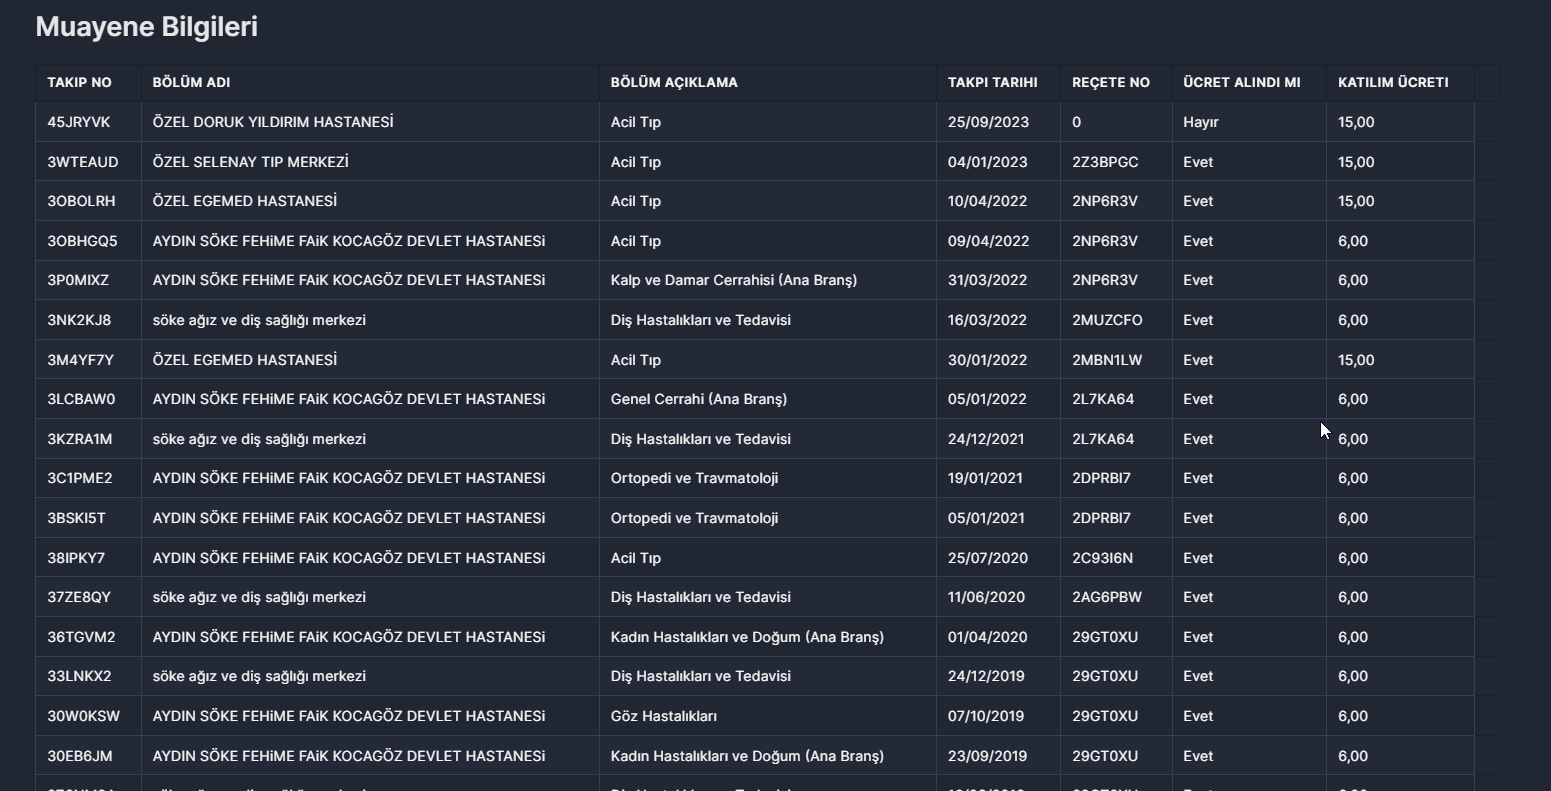 Muayene Bilgileri
TAKIP NO BÖLÜM ADI BÖLÜM AÇIKLAMA TAKPI TARIHI REÇETE NO ÜCRET ALINDI MI KATILIM ÜCRETI
45JRYVK ÖZEL DORUK YILDIRIM HASTANESİ Acil Tıp 25/09/2023 0 Hayır 15,00
3WTEAUD ÖZEL SELENAY TIP MERKEZİ Acil Tıp 04/01/2023 2Z3BPGC Evet 15,00
3OBOLRH ÖZEL EGEMED HASTANESİ Acil Tıp 10/04/2022 2NP6R3V Evet 15,00
3OBHGQ5 AYDIN SÖKE FEHiME FAiK KOCAGÖZ DEVLET HASTANESi Acil Tıp 09/04/2022 2NP6R3V Evet 6,00
3P0MIXZ AYDIN SÖKE FEHiME FAiK KOCAGÖZ DEVLET HASTANESi Kalp ve Damar Cerrahisi (Ana Branş) 31/03/2022 2NP6R3V Evet 6,00
3NK2KJ8 söke ağız ve diş sağlığı merkezi Diş Hastalıkları ve Tedavisi 16/03/2022 2MUZCFO Evet 6,00
3M4YF7Y ÖZEL EGEMED HASTANESİ Acil Tıp 30/01/2022 2MBN1LW Evet 15,00
3LCBAW0 AYDIN SÖKE FEHiME FAiK KOCAGÖZ DEVLET HASTANESi Genel Cerrahi (Ana Branş) 05/01/2022 2L7KA64 Evet 6,00
3KZRA1M söke ağız ve diş sağlığı merkezi Diş Hastalıkları ve Tedavisi 24/12/2021 2L7KA64 Evet 6,00
3C1PME2 AYDIN SÖKE FEHiME FAiK KOCAGÖZ DEVLET HASTANESi Ortopedi ve Travmatoloji 19/01/2021 2DPRBI7 Evet 6,00
3BSKI5T AYDIN SÖKE FEHiME FAiK KOCAGÖZ DEVLET HASTANESi Ortopedi ve Travmatoloji 05/01/2021 2DPRBI7 Evet 6,00
38IPKY7 AYDIN SÖKE FEHiME FAiK KOCAGÖZ DEVLET HASTANESi Acil Tıp 25/07/2020 2C93I6N Evet 6,00
37ZE8QY söke ağız ve diş sağlığı merkezi Diş Hastalıkları ve Tedavisi 11/06/2020 2AG6PBW Evet 6,00
36TGVM2 AYDIN SÖKE FEHiME FAiK KOCAGÖZ DEVLET HASTANESi Kadın Hastalıkları ve Doğum (Ana Branş) 01/04/2020 29GT0XU Evet 6,00
33LNKX2 söke ağız ve diş sağlığı merkezi Diş Hastalıkları ve Tedavisi 24/12/2019 29GT0XU Evet 6,00
30W0KSW AYDIN SÖKE FEHiME FAiK KOCAGÖZ DEVLET HASTANESi Göz Hastalıkları 07/10/2019 29GT0XU Evet 6,00
30EB6JM AYDIN SÖKE FEHiME FAiK KOCAGÖZ DEVLET HASTANESi Kadın Hastalıkları ve Doğum (Ana Branş) 23/09/2019 29GT0XU Evet 6,00